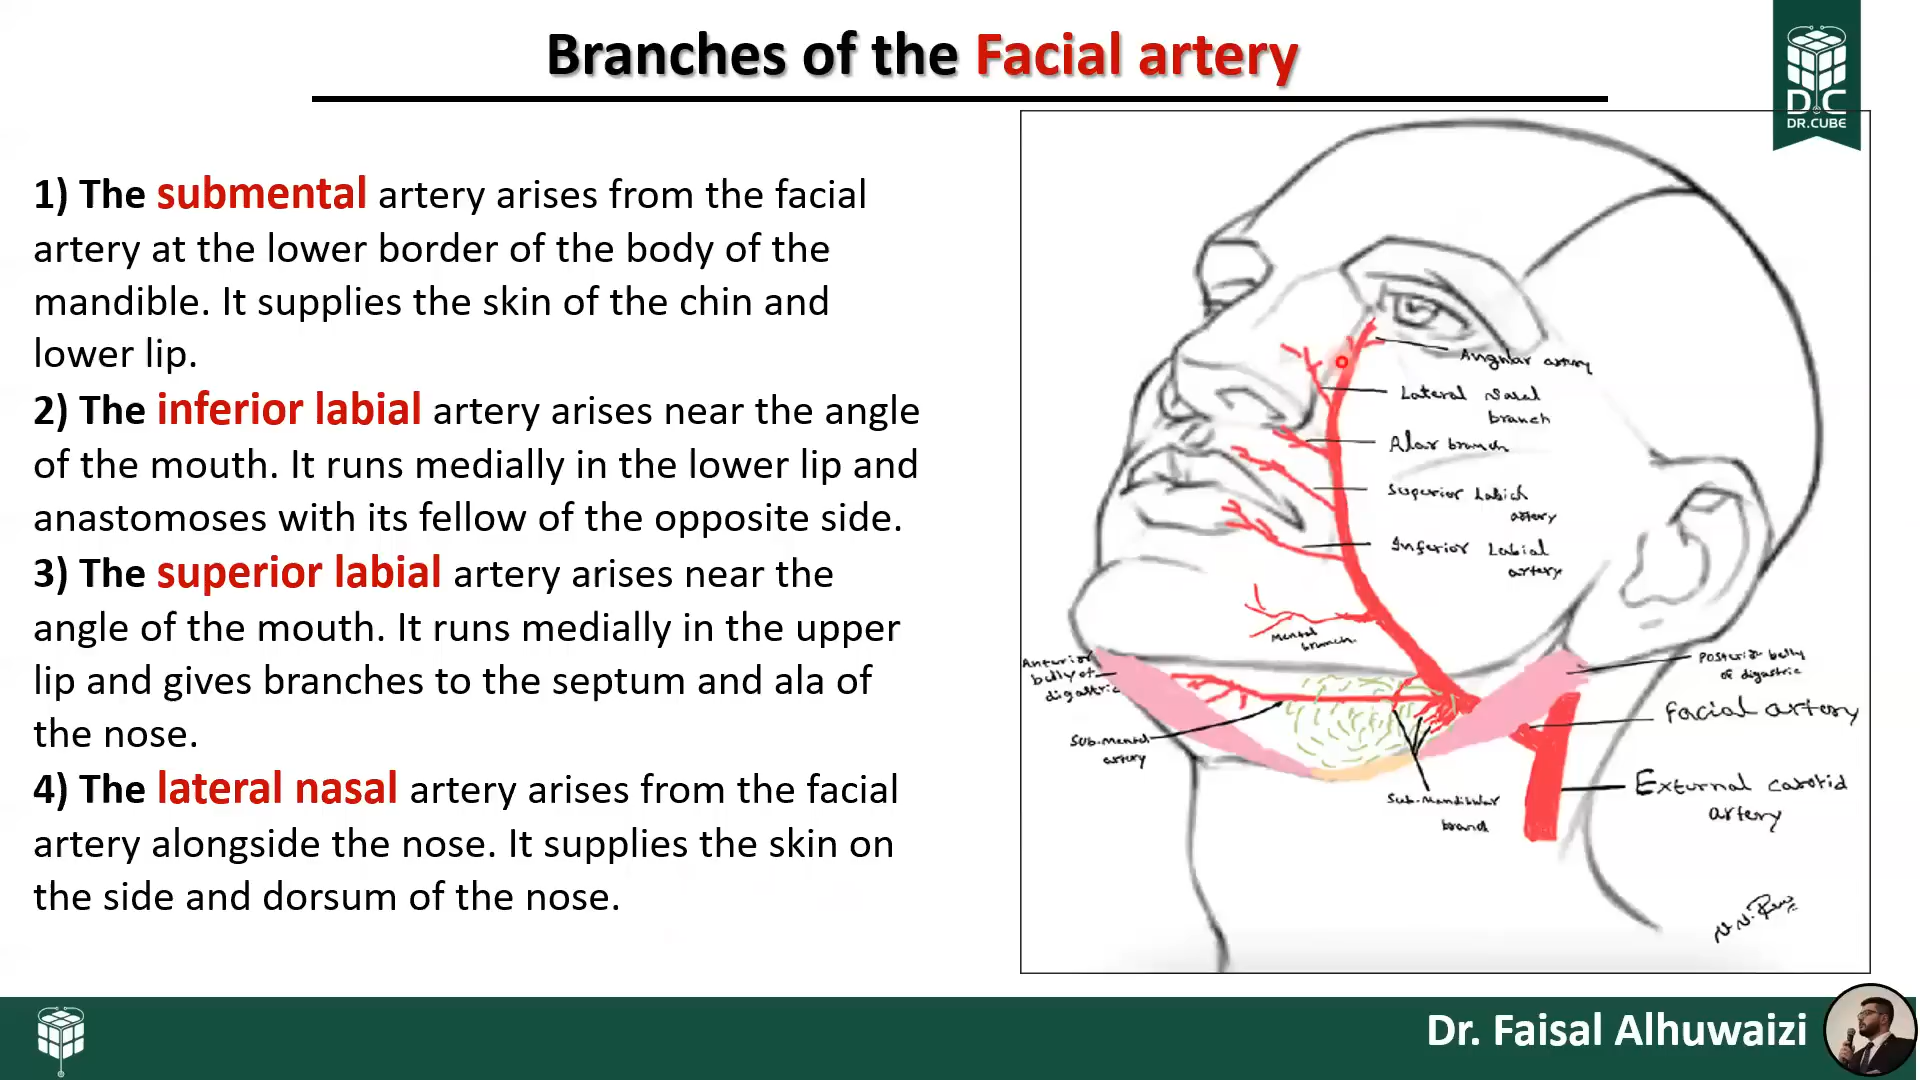 Branches of the Facial artery
D C
DR.CUBE
1) The submental artery arises from the facial
artery at the lower border of the body of the
mandible. It supplies the skin of the chin and
lower lip.
2) The inferior labial artery arises near the angle
of the mouth. It runs medially in the lower lip and
anastomoses with its fellow of the opposite side.
3) The superior labial artery arises near the
angle of the mouth. It runs medially in the upper
lip and gives branches to the septum and ala of
the nose.
4) The lateral nasal artery arises from the facial
artery alongside the nose. It supplies the skin on
the side and dorsum of the nose.
Angular artery
Lateral Nasal
branch
Alar branch
Superior Labial
artery
Inferior Labial
artery
Mental
branch
Anterior
belly of
digastric
Posterior belly
of digastric
Facial artery
Sub-mental
artery
External carotid
artery
Sub-mandibular
branch
Dr. Faisal Alhuwaizi